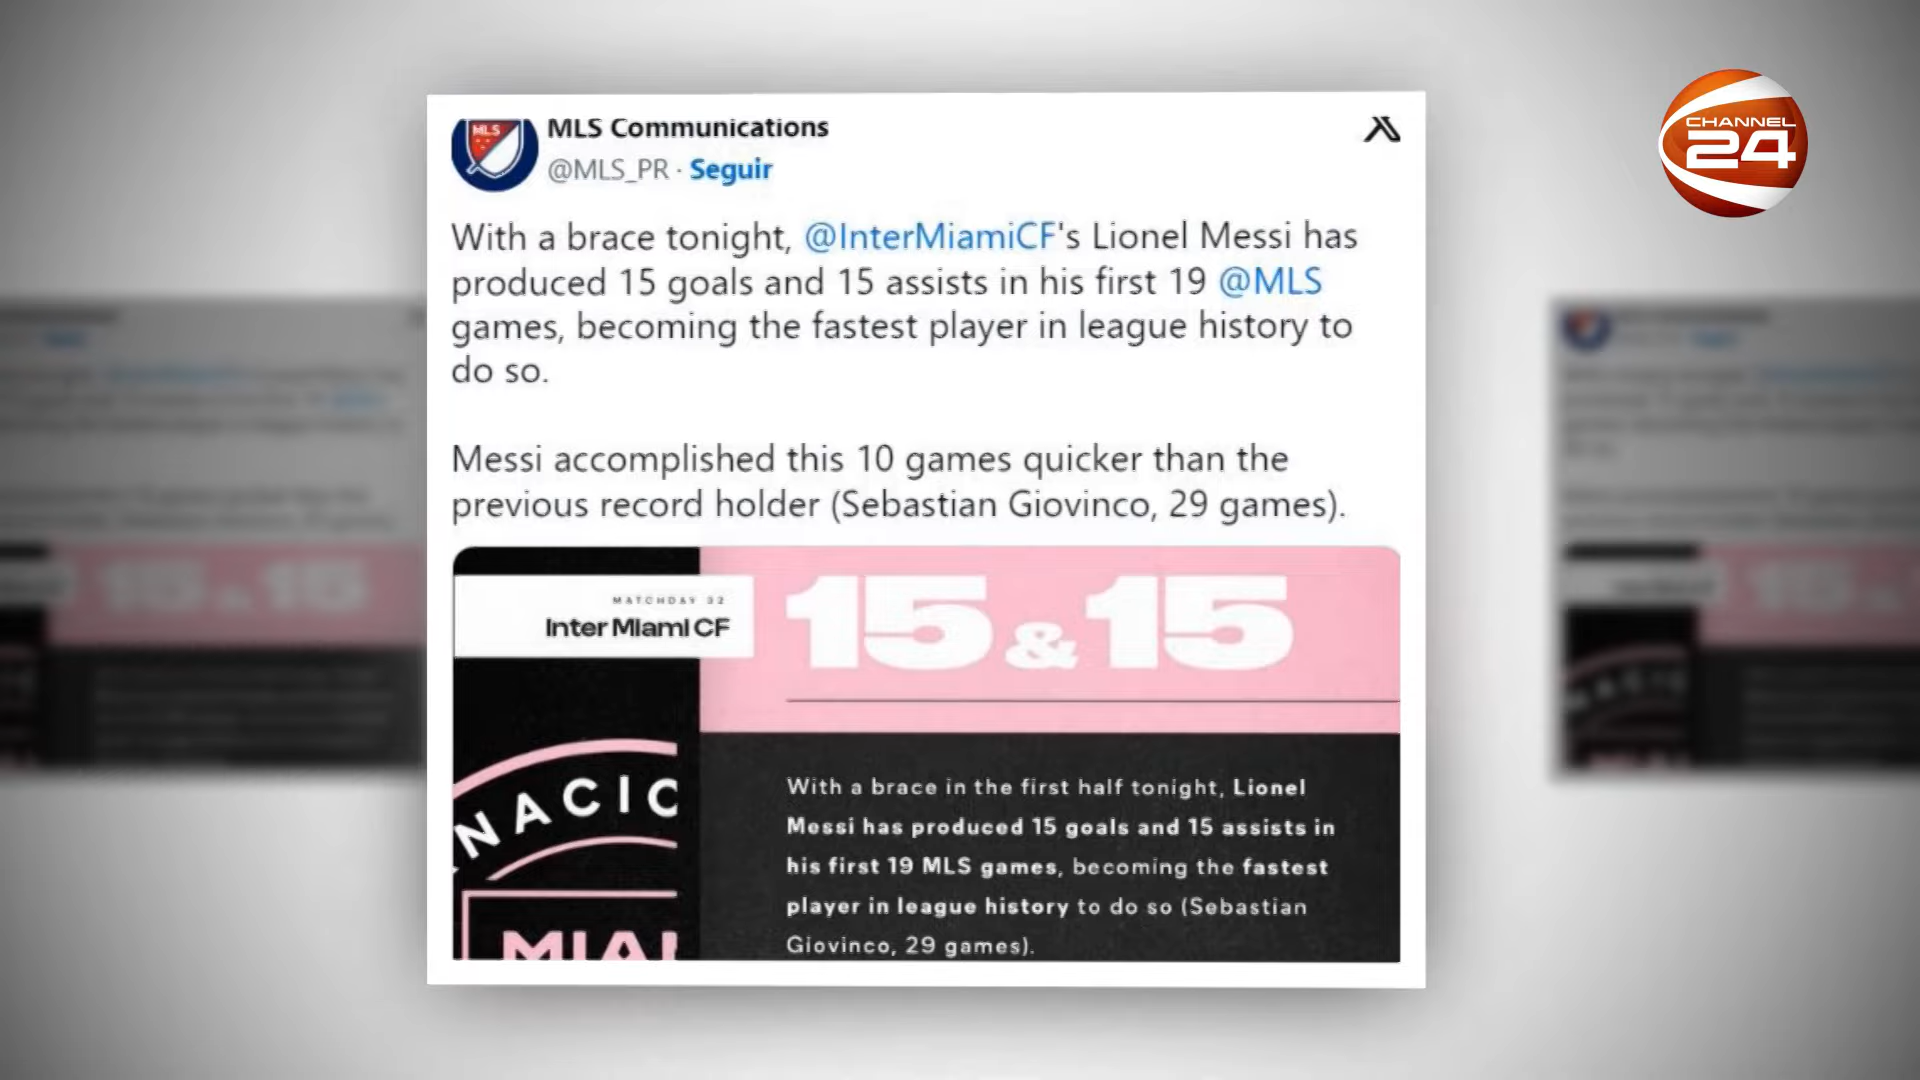 CHANNEL
24
MLS
MLS Communications
@MLS_PR · Seguir
With a brace tonight, @InterMiamiCF's Lionel Messi has
produced 15 goals and 15 assists in his first 19 @MLS
games, becoming the fastest player in league history to
do so.
Messi accomplished this 10 games quicker than the
previous record holder (Sebastian Giovinco, 29 games).
MATCHDAY 32
Inter Miami CF
15 & 15
NACIO
MIAI
With a brace in the first half tonight, Lionel
Messi has produced 15 goals and 15 assists in
his first 19 MLS games, becoming the fastest
player in league history to do so (Sebastian
Giovinco, 29 games).
15 & 15